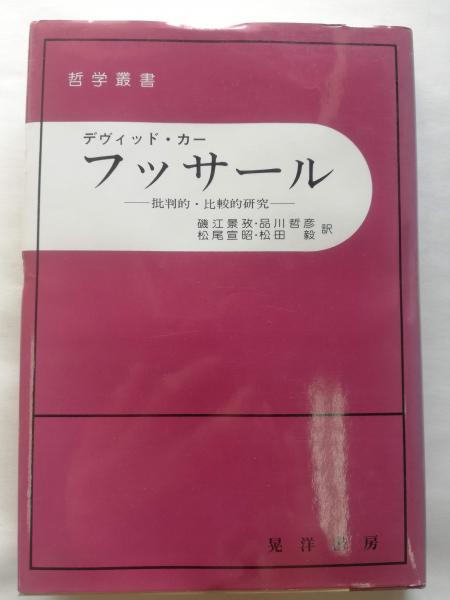 哲学叢書
デヴィッド・カー
フッサール
――批判的・比較的研究――
磯江景孜・品川哲彦
松尾宣昭・松田 毅 訳
晃洋書房